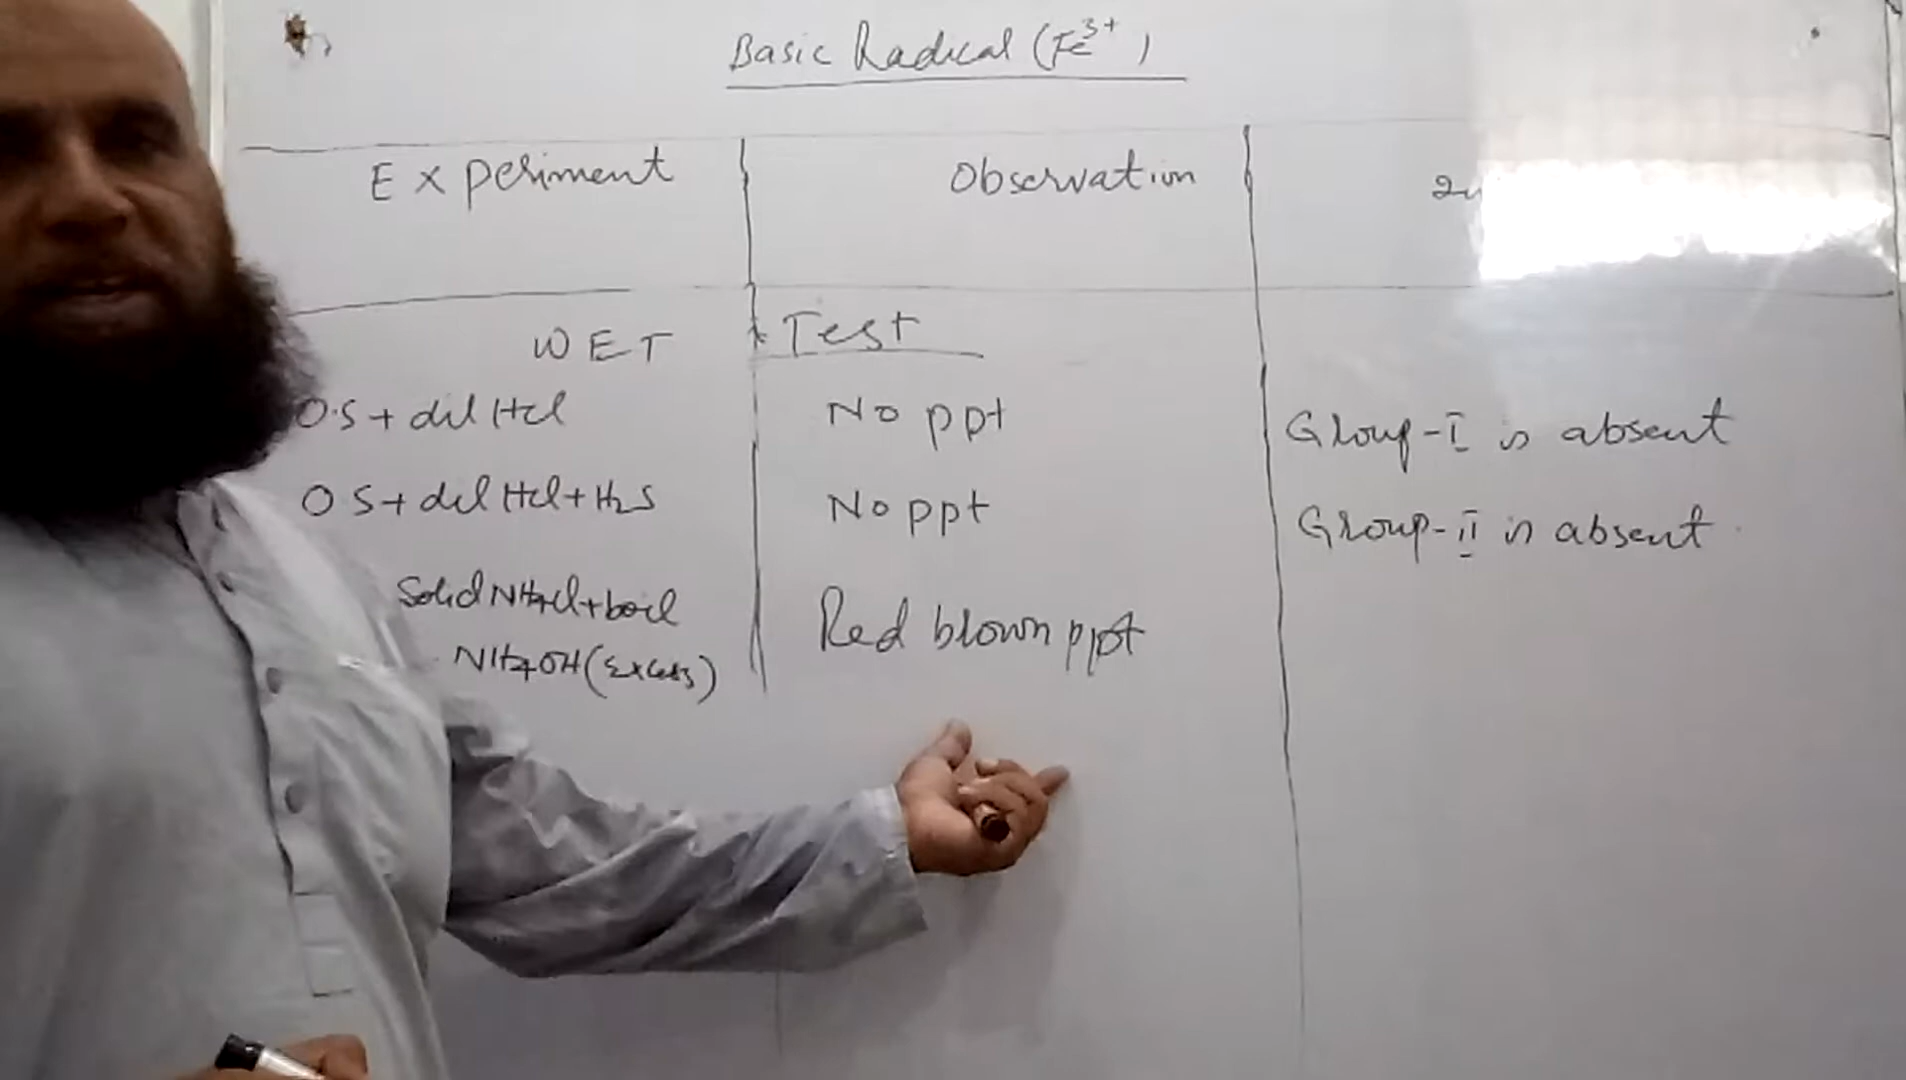 Basic Radical (Fe³⁺)
Experiment Observation
WET Test
O.S + dil Hcl No ppt Group-I is absent
O.S + dil Hcl + H₂S No ppt Group-II is absent
Solid NH₄Cl + boil
NH₄OH (Excess) Red brown ppt